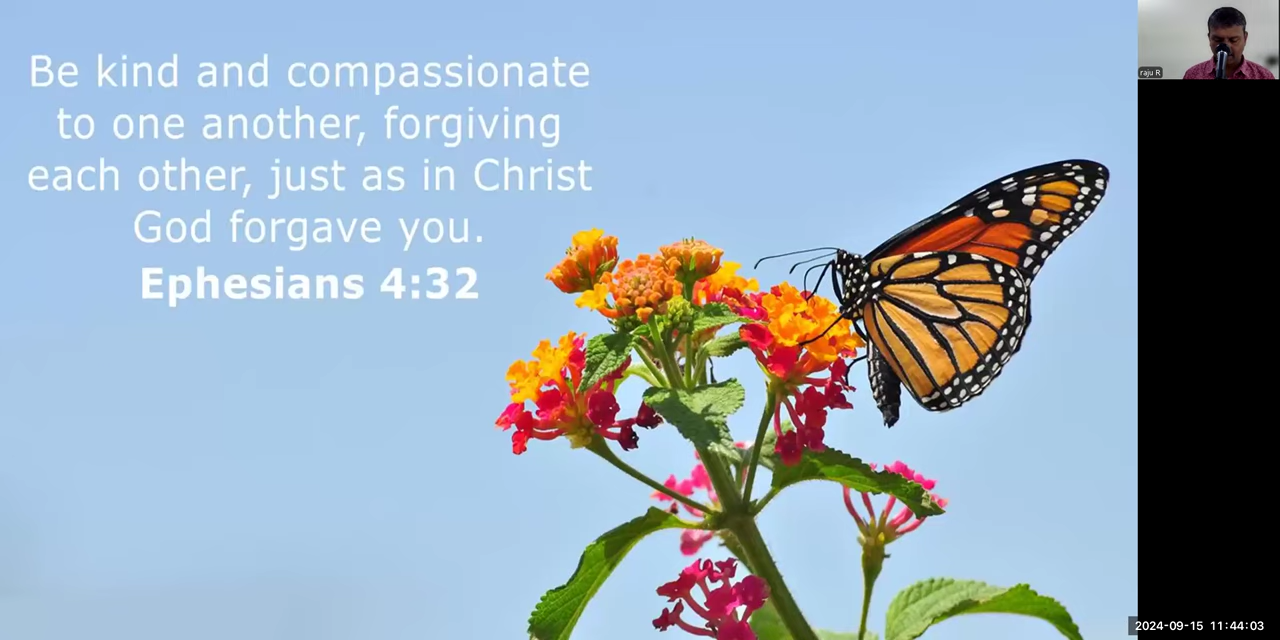 Be kind and compassionate
to one another, forgiving
each other, just as in Christ
God forgave you.
Ephesians 4:32
raju R
2024-09-15 11:44:03